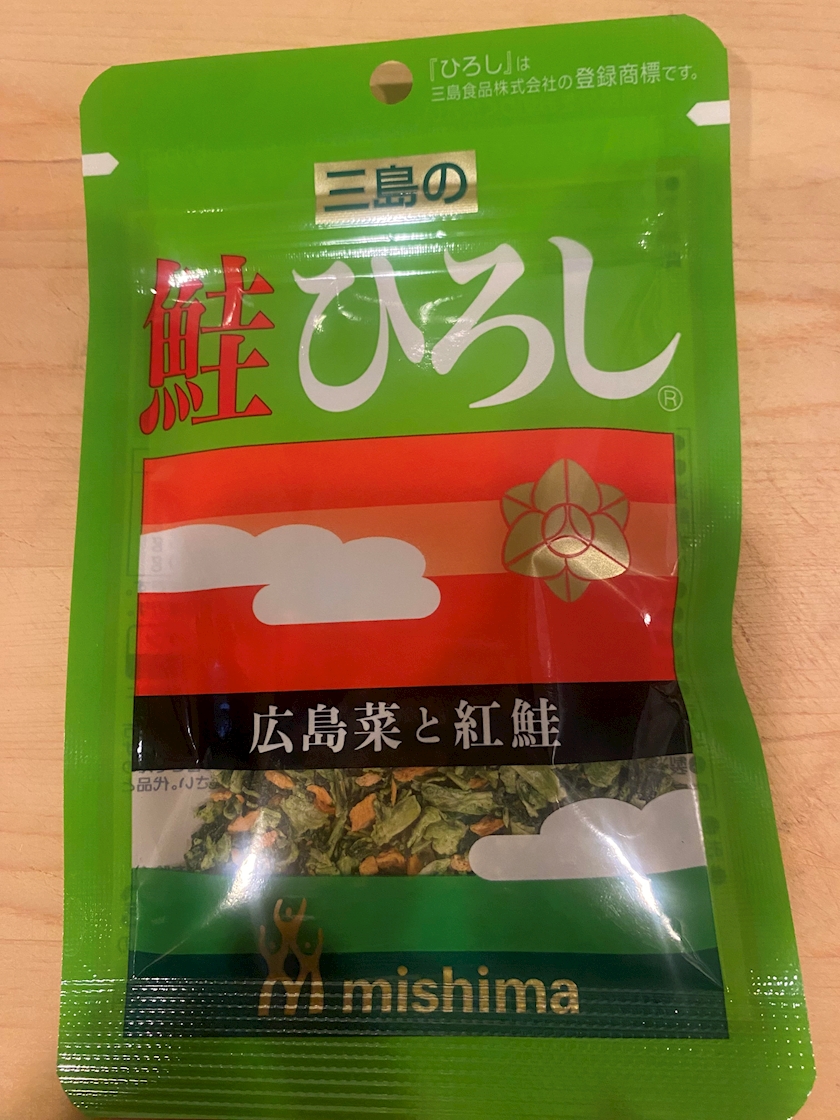 『ひろし』は
三島食品株式会社の登録商標です。
三島の
鮭ひろし®
広島菜と紅鮭
mishima